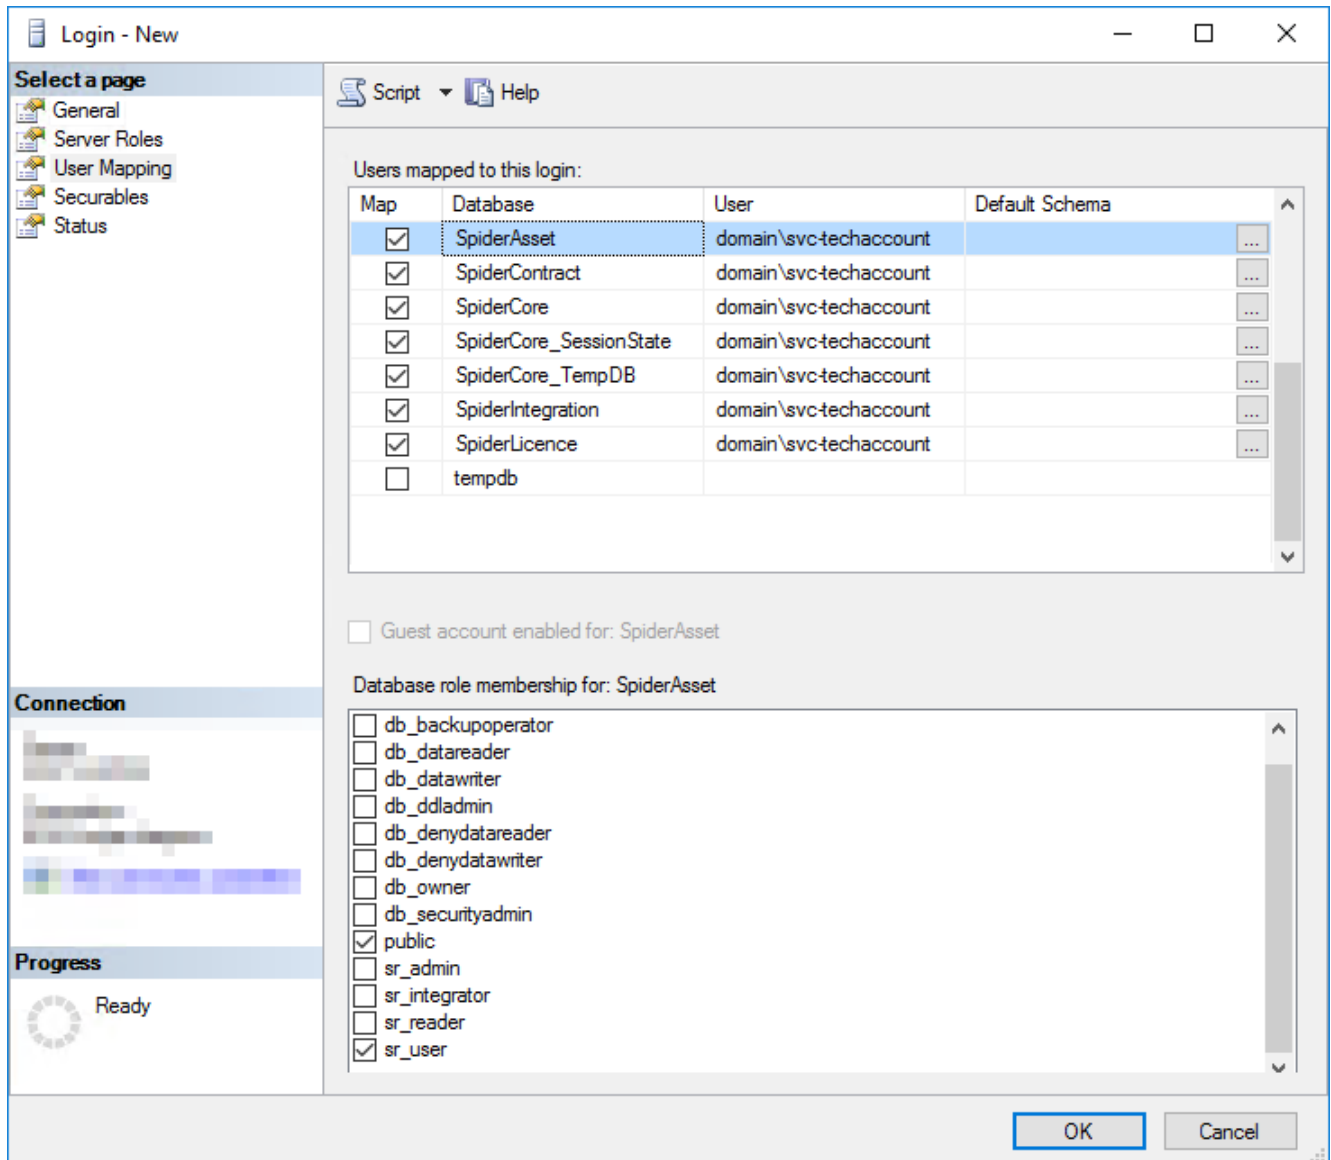 Login - New
Select a page
General
Server Roles
User Mapping
Securables
Status
Connection
Progress
Ready
Script Help
Users mapped to this login:
Map Database User Default Schema
SpiderAsset domain\svc-techaccount ...
SpiderContract domain\svc-techaccount ...
SpiderCore domain\svc-techaccount ...
SpiderCore_SessionState domain\svc-techaccount ...
SpiderCore_TempDB domain\svc-techaccount ...
SpiderIntegration domain\svc-techaccount ...
SpiderLicence domain\svc-techaccount ...
tempdb
Guest account enabled for: SpiderAsset
Database role membership for: SpiderAsset
db_backupoperator
db_datareader
db_datawriter
db_ddladmin
db_denydatareader
db_denydatawriter
db_owner
db_securityadmin
public
sr_admin
sr_integrator
sr_reader
sr_user
OK Cancel